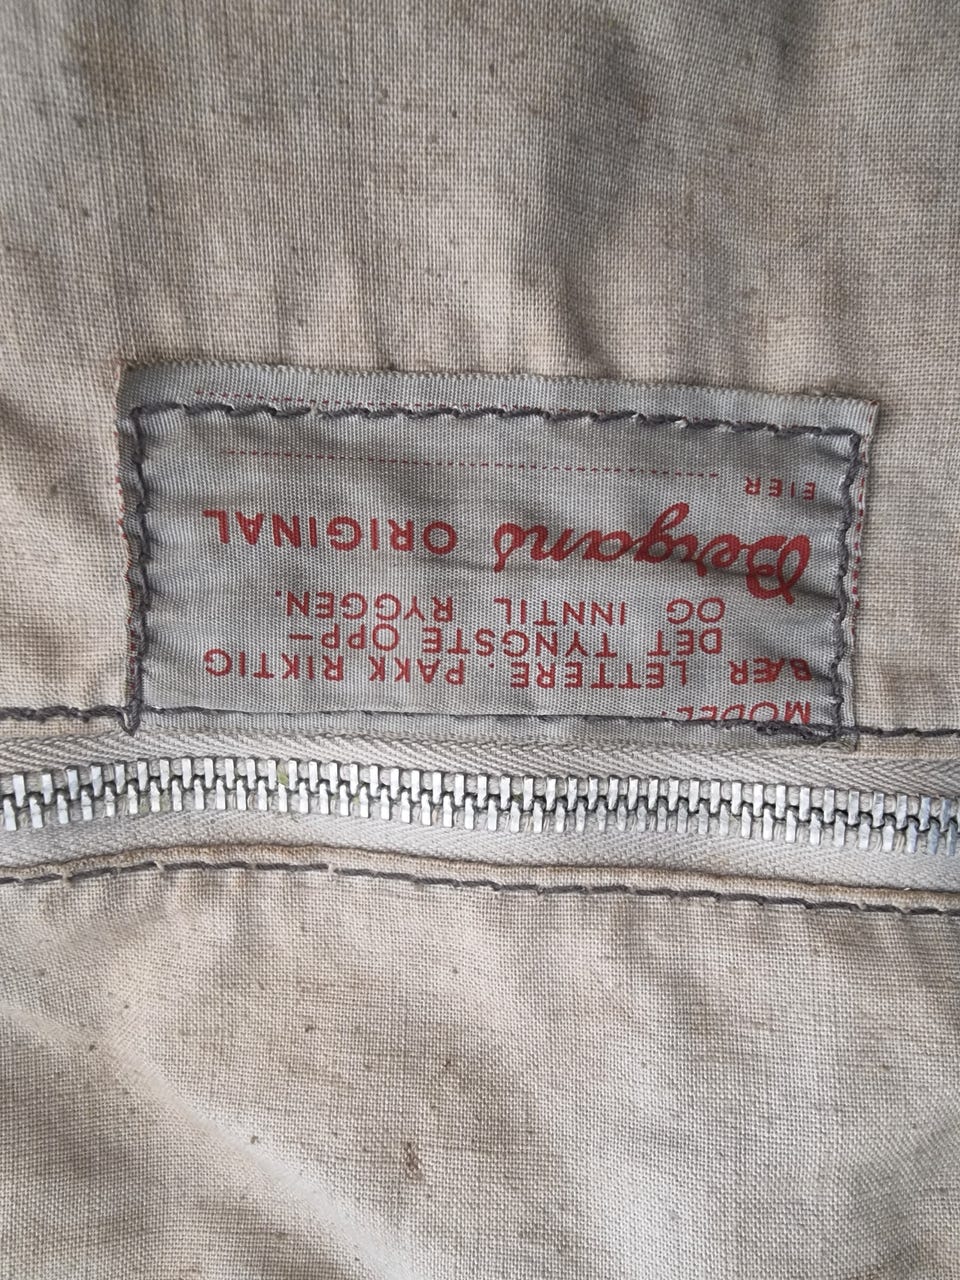 MODEL:
BÆR LETTERE. PAKK RIKTIG
DET TYNGSTE OPP-
OG INNTIL RYGGEN.
Bergans ORIGINAL
EIER